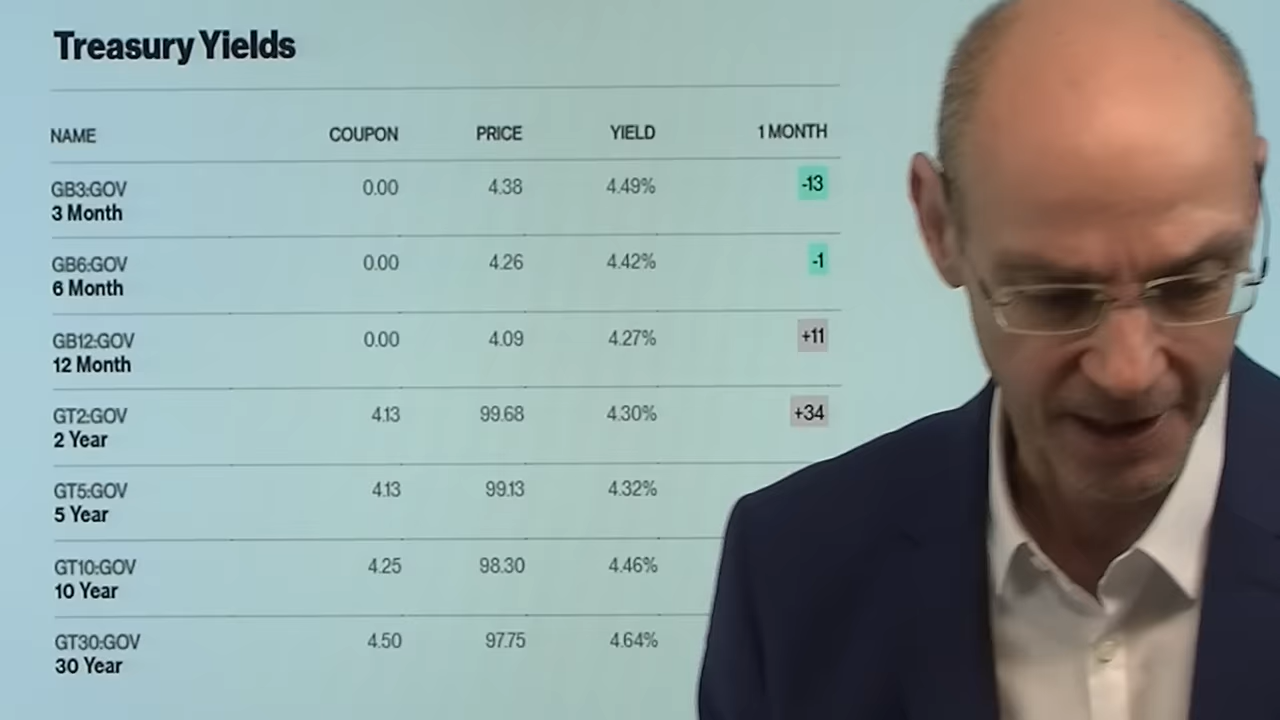 Treasury Yields
NAME COUPON PRICE YIELD 1 MONTH
GB3:GOV
3 Month 0.00 4.38 4.49% -13
GB6:GOV
6 Month 0.00 4.26 4.42% -1
GB12:GOV
12 Month 0.00 4.09 4.27% +11
GT2:GOV
2 Year 4.13 99.68 4.30% +34
GT5:GOV
5 Year 4.13 99.13 4.32%
GT10:GOV
10 Year 4.25 98.30 4.46%
GT30:GOV
30 Year 4.50 97.75 4.64%